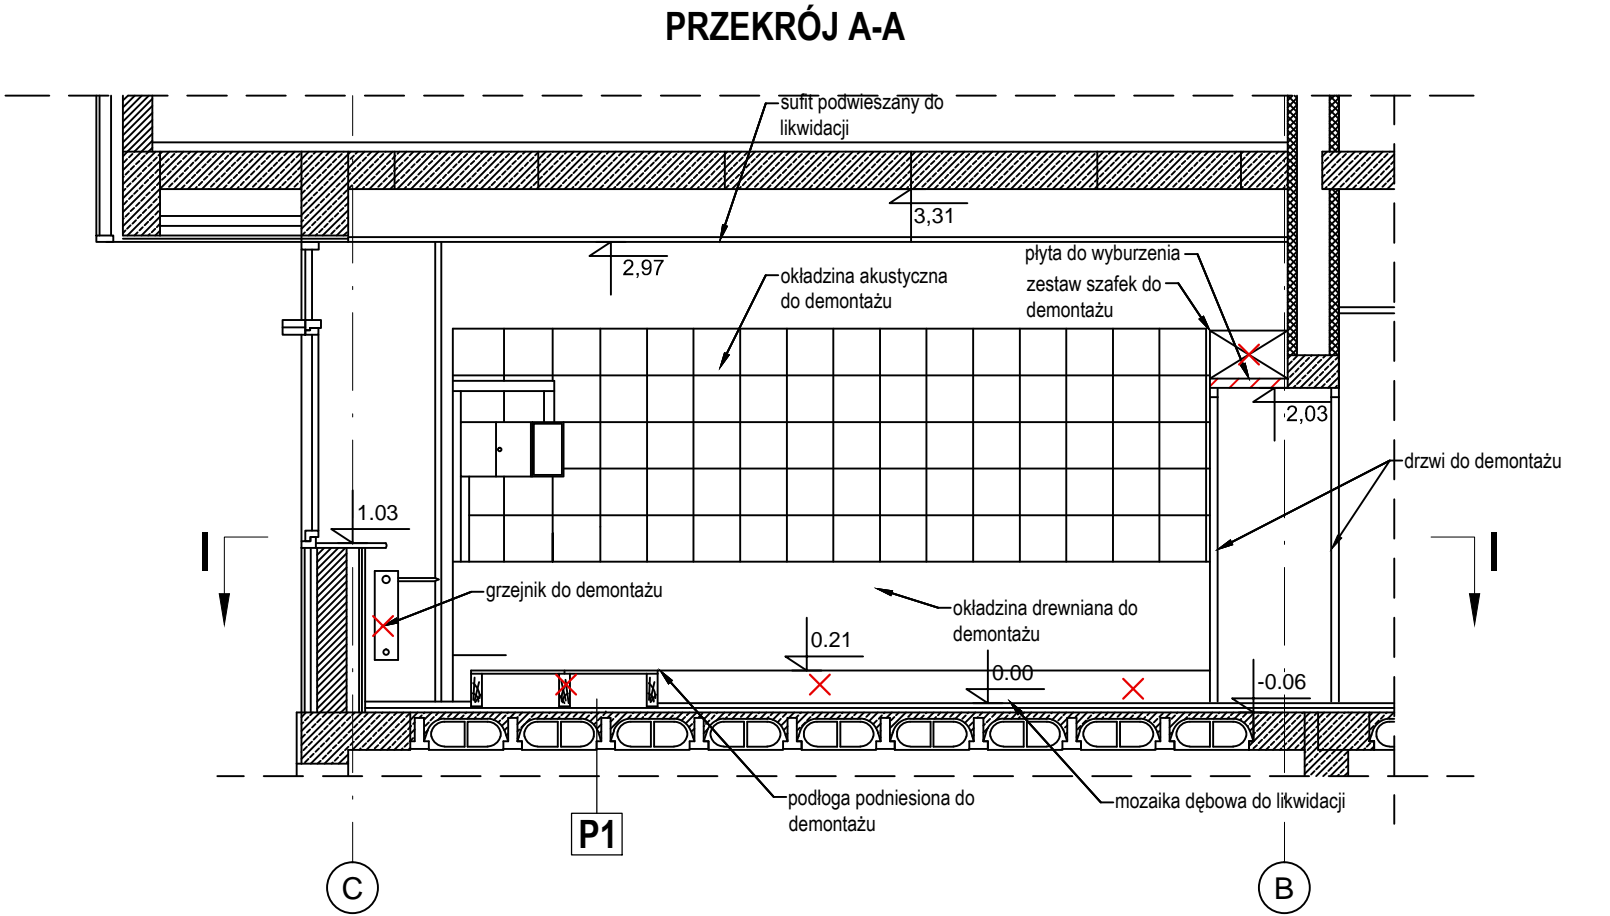 PRZEKRÓJ A-A
sufit podwieszany do
likwidacji
3,31
2,97
płyta do wyburzenia
okładzina akustyczna
do demontażu
zestaw szafek do
demontażu
2,03
drzwi do demontażu
1.03
I
I
grzejnik do demontażu
okładzina drewniana do
demontażu
0.21
0.00
-0.06
podłoga podniesiona do
demontażu
mozaika dębowa do likwidacji
P1
C
B